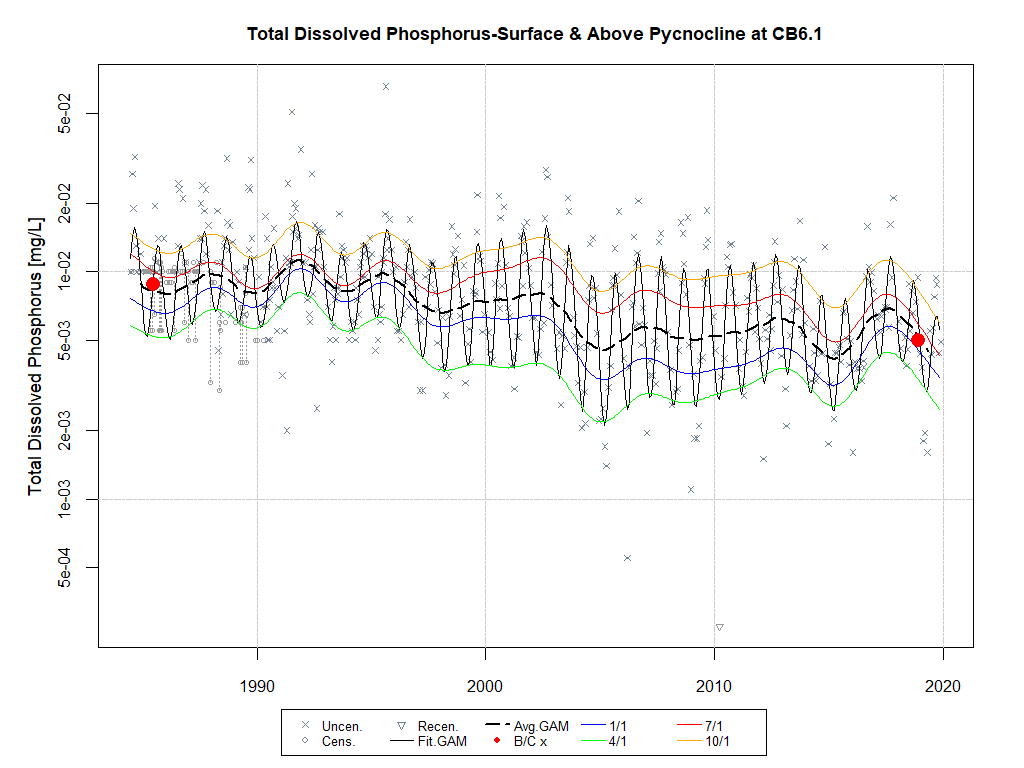 Total Dissolved Phosphorus-Surface & Above Pycnocline at CB6.1
Total Dissolved Phosphorus [mg/L]
5e-02
2e-02
1e-02
5e-03
2e-03
1e-03
5e-04
1990 2000 2010 2020
Uncen. Recen. Avg.GAM 1/1 7/1
Cens. Fit.GAM B/C x 4/1 10/1